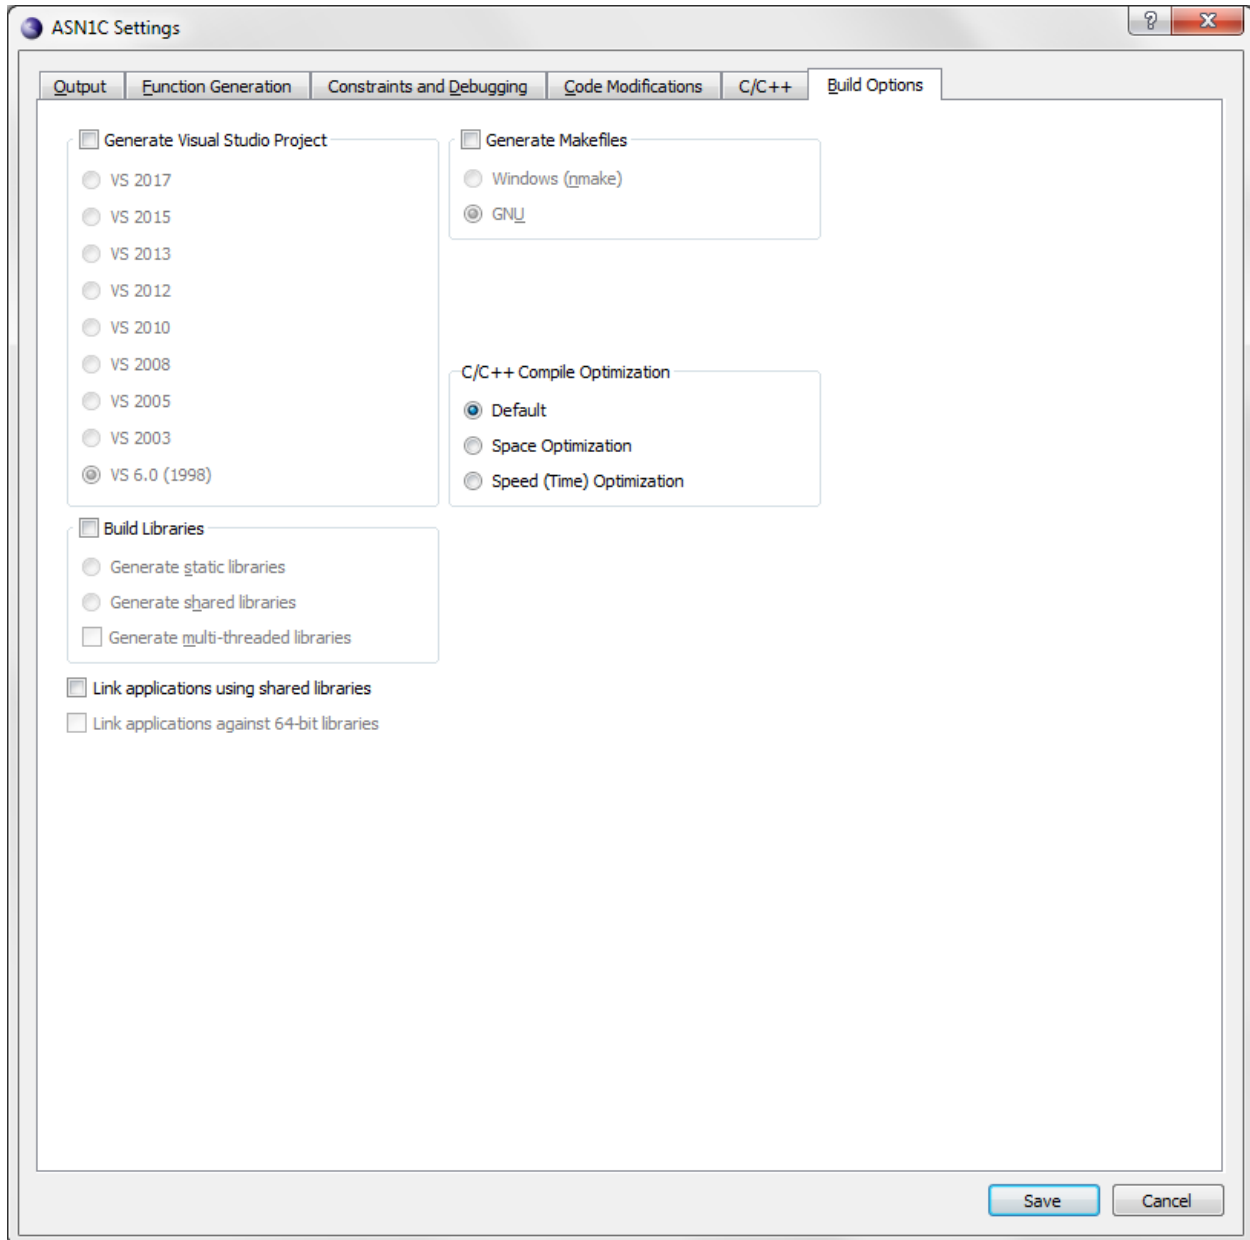 ASN1C Settings
Output Function Generation Constraints and Debugging Code Modifications C/C++ Build Options
Generate Visual Studio Project
VS 2017
VS 2015
VS 2013
VS 2012
VS 2010
VS 2008
VS 2005
VS 2003
VS 6.0 (1998)
Generate Makefiles
Windows (nmake)
GNU
C/C++ Compile Optimization
Default
Space Optimization
Speed (Time) Optimization
Build Libraries
Generate static libraries
Generate shared libraries
Generate multi-threaded libraries
Link applications using shared libraries
Link applications against 64-bit libraries
Save Cancel